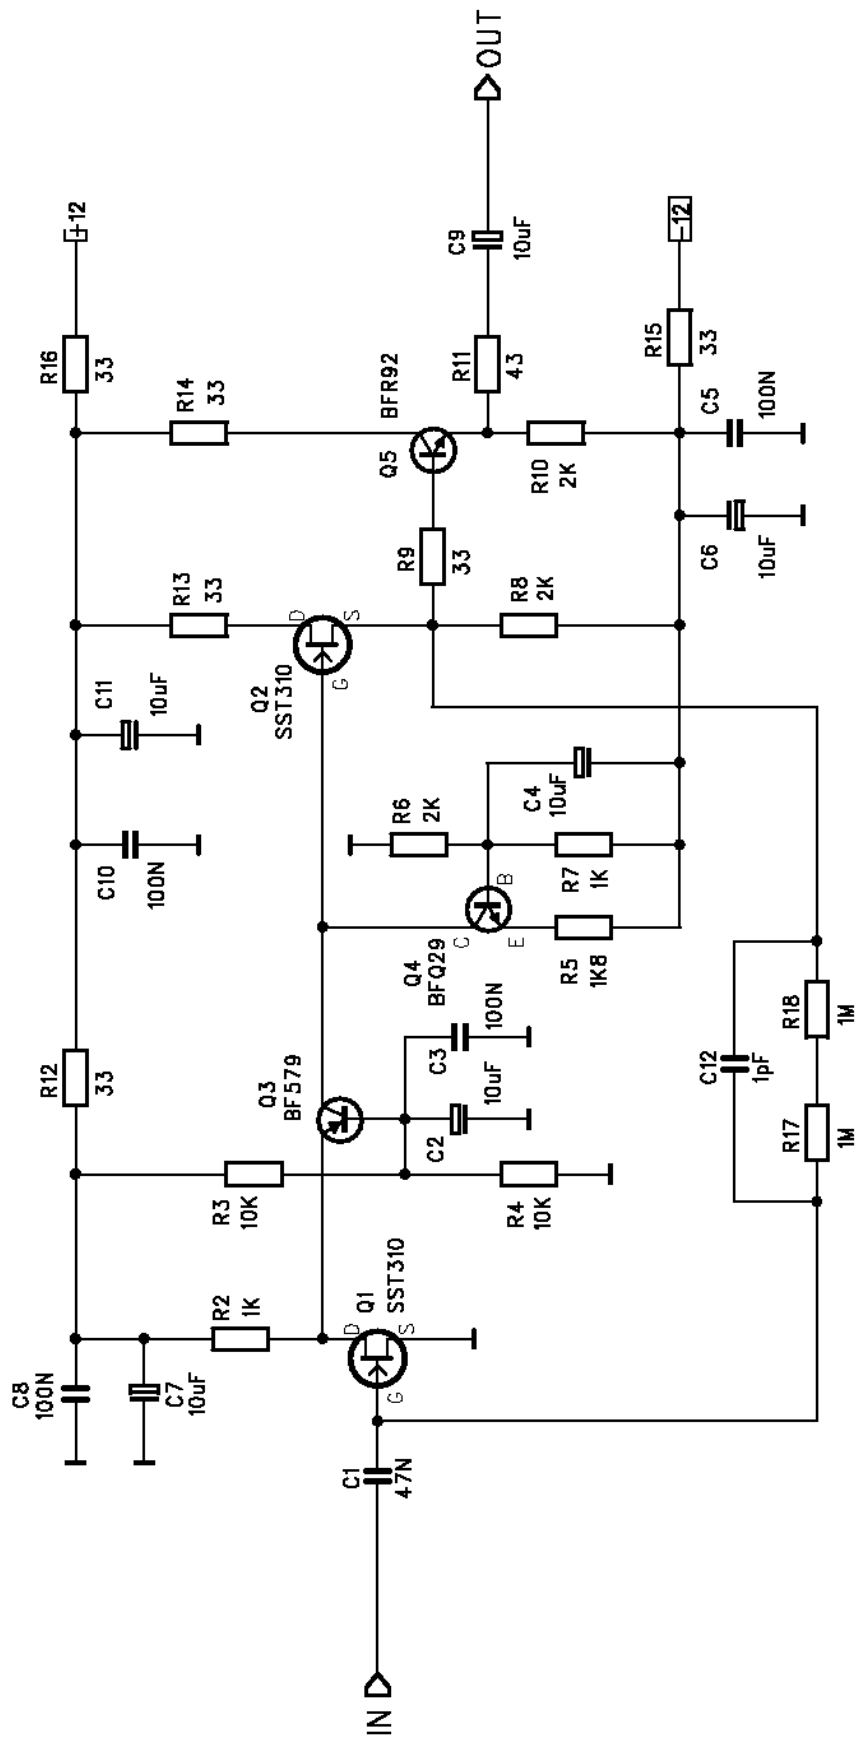 IN
C1
47N
C8
100N
C7
10uF
R2
1K
D
G
S
Q1
SST310
R3
10K
R4
10K
R12
33
Q3
BF579
C2
10uF
C3
100N
C10
100N
C11
10uF
Q4
BFQ29
C
B
E
R5
1K8
R6
2K
R7
1K
C4
10uF
Q2
SST310
D
G
S
R13
33
R8
2K
R9
33
R14
33
Q5
BFR92
R10
2K
R16
33
+12
R11
43
C9
10uF
OUT
C6
10uF
C5
100N
R15
33
-12
C12
1pF
R17
1M
R18
1M